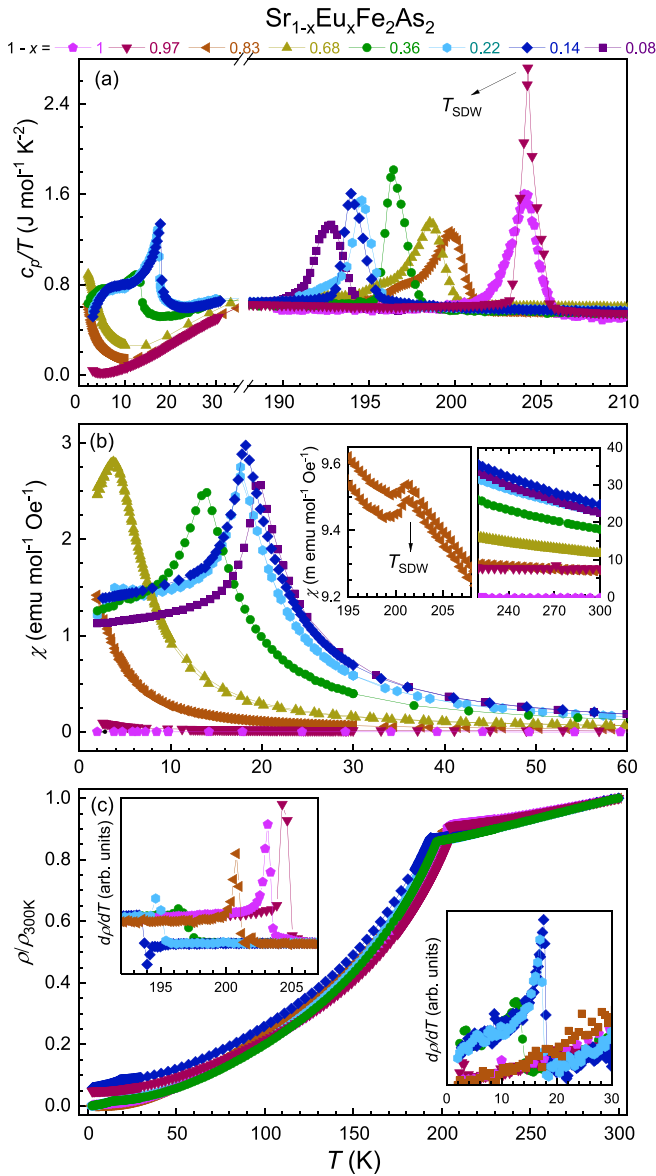 Sr1-xEuxFe2As2
1 - x = 1 0.97 0.83 0.68 0.36 0.22 0.14 0.08
(a)
TSDW
2.4
1.6
0.8
0.0
cp/T (J mol-1 K-2)
0 10 20 30 190 195 200 205 210
(b)
3
2
1
0
χ (emu mol-1 Oe-1)
9.6
9.4
9.2
χ (m emu mol-1 Oe-1)
TSDW
195 200 205
40
30
20
10
0
240 270 300
0 10 20 30 40 50 60
(c)
1.0
0.8
0.6
0.4
0.2
0.0
ρ/ρ300K
dρ/dT (arb. units)
195 200 205
dρ/dT (arb. units)
0 10 20 30
0 50 100 150 200 250 300
T (K)